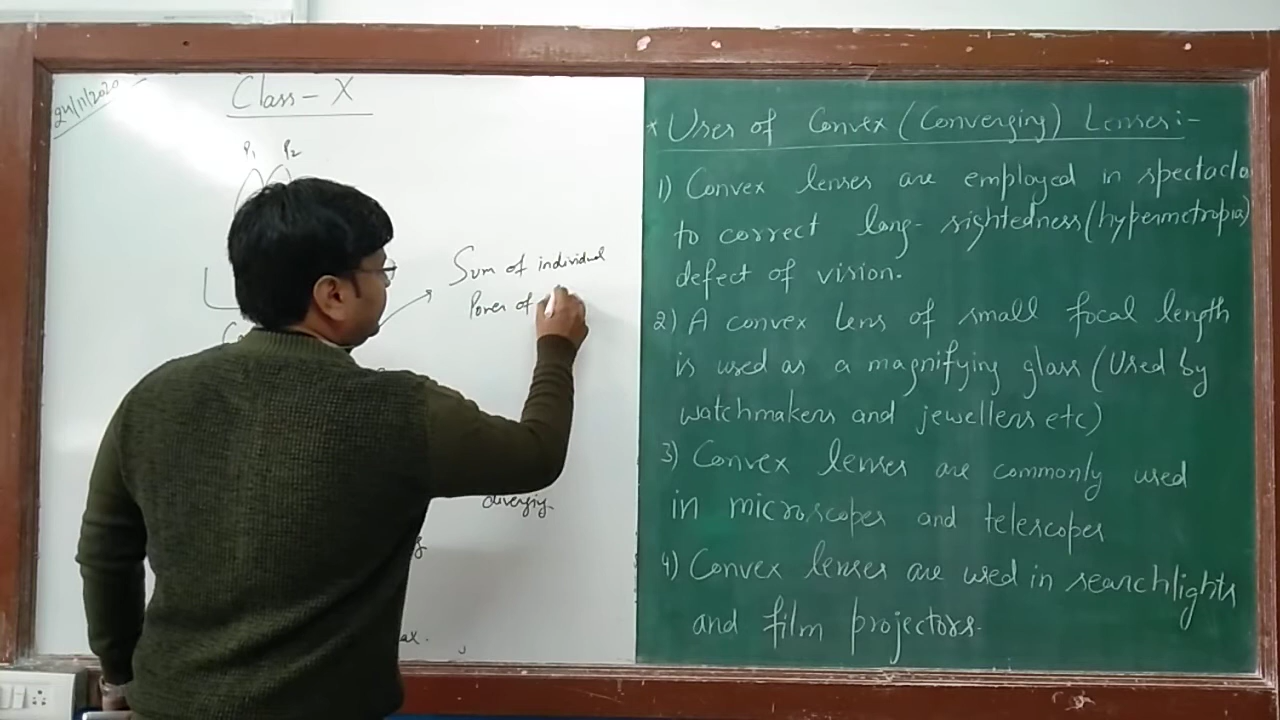 24/11/2020
Class - X
P1 P2
Sum of individual
Power of
diverging
* Uses of Convex (Converging) Lenses:-
1) Convex lenses are employed in spectacle
to correct long-sightedness (hypermetropia)
defect of vision.
2) A convex lens of small focal length
is used as a magnifying glass (Used by
watchmakers and jewellers etc)
3) Convex lenses are commonly used
in microscopes and telescopes
4) Convex lenses are used in searchlights
and film projectors.